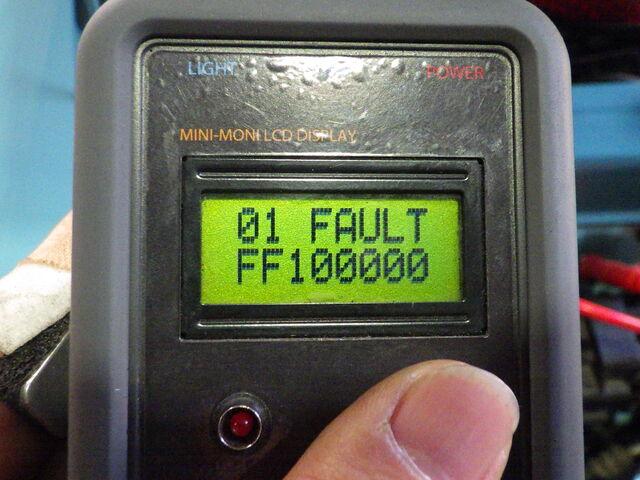 LIGHT POWER
MINI-MONI LCD DISPLAY
01 FAULT
FF100000